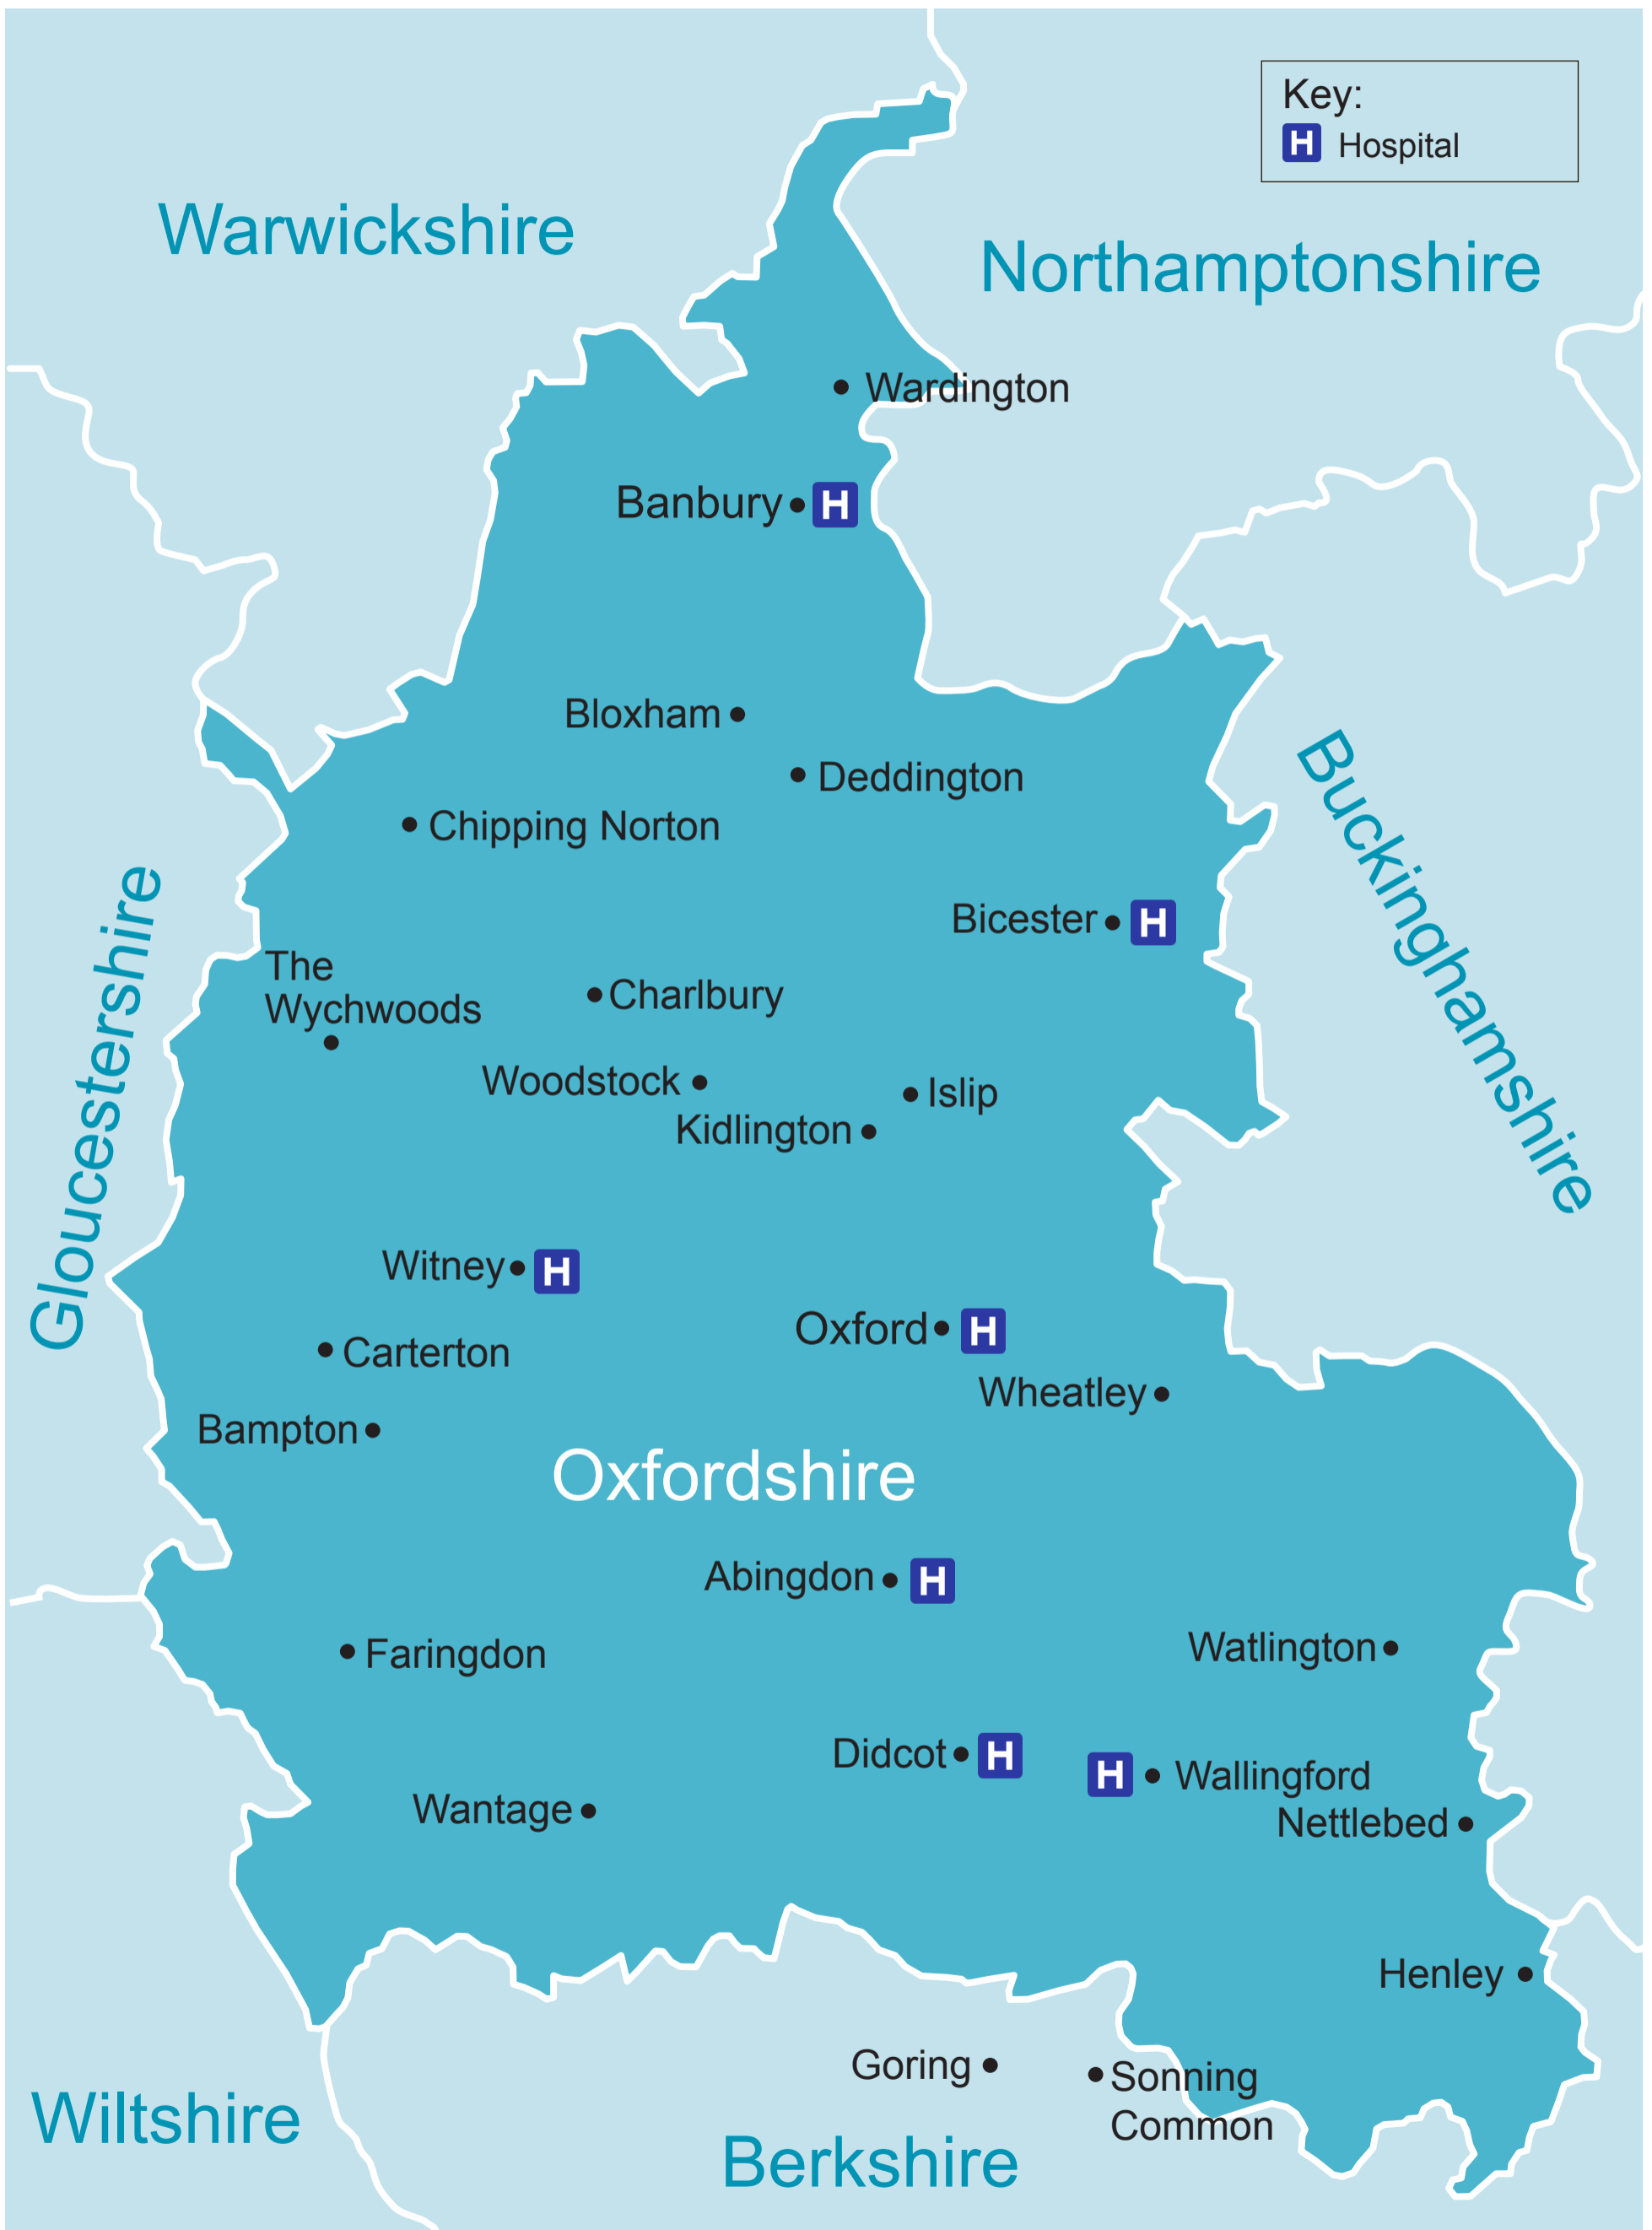 Key:
H Hospital
Warwickshire
Northamptonshire
Wardington
Banbury H
Bloxham
Deddington
Buckinghamshire
Chipping Norton
Gloucestershire
Bicester H
The
Wychwoods
Charlbury
Woodstock
Islip
Kidlington
Witney H
Oxford H
Carterton
Wheatley
Bampton
Oxfordshire
Abingdon H
Faringdon
Watlington
Didcot H
H Wallingford
Wantage
Nettlebed
Henley
Goring
Sonning
Common
Wiltshire
Berkshire